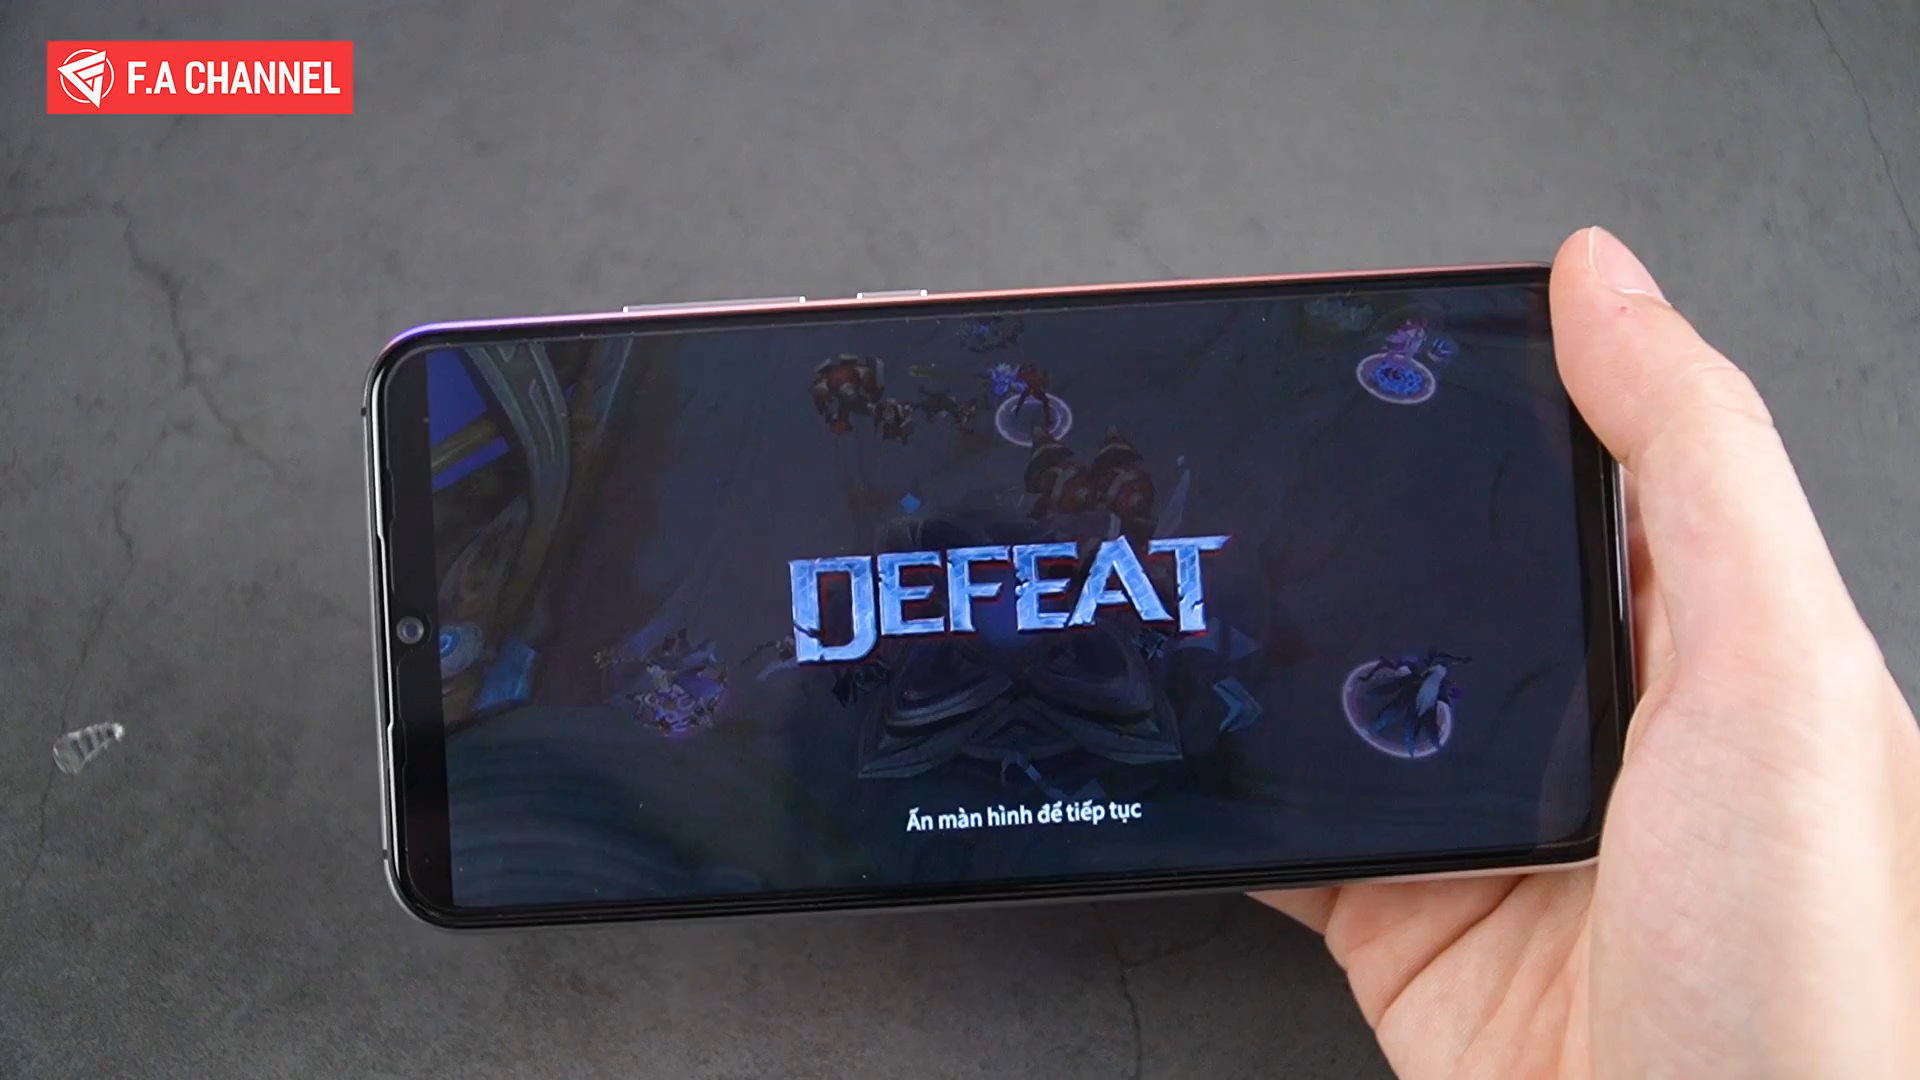 F.A CHANNEL
DEFEAT
Ấn màn hình để tiếp tục